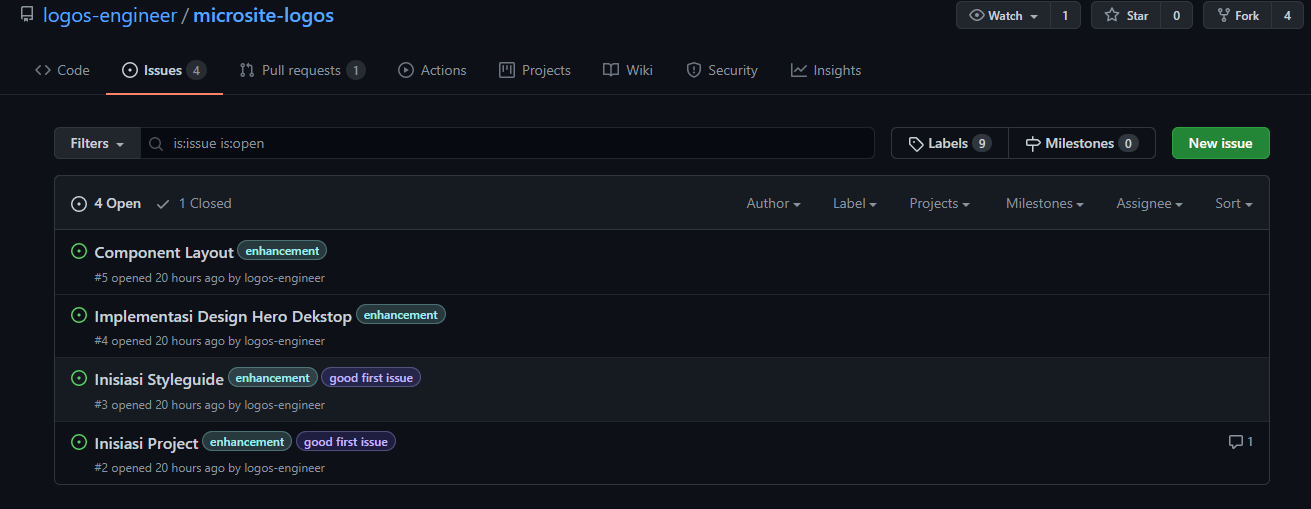 logos-engineer / microsite-logos
Watch 1 Star 0 Fork 4
Code Issues 4 Pull requests 1 Actions Projects Wiki Security Insights
Filters is:issue is:open Labels 9 Milestones 0 New issue
4 Open 1 Closed Author Label Projects Milestones Assignee Sort
Component Layout enhancement
#5 opened 20 hours ago by logos-engineer
Implementasi Design Hero Dekstop enhancement
#4 opened 20 hours ago by logos-engineer
Inisiasi Styleguide enhancement good first issue
#3 opened 20 hours ago by logos-engineer
Inisiasi Project enhancement good first issue 1
#2 opened 20 hours ago by logos-engineer